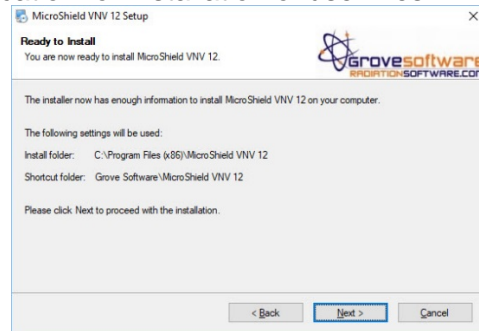 MicroShield VNV 12 Setup
Ready to Install
You are now ready to install MicroShield VNV 12.
Grovesoftware
RADIATIONSOFTWARE.COM
The installer now has enough information to install MicroShield VNV 12 on your computer.
The following settings will be used:
Install folder: C:\Program Files (x86)\MicroShield VNV 12
Shortcut folder: Grove Software\MicroShield VNV 12
Please click Next to proceed with the installation.
< Back Next > Cancel